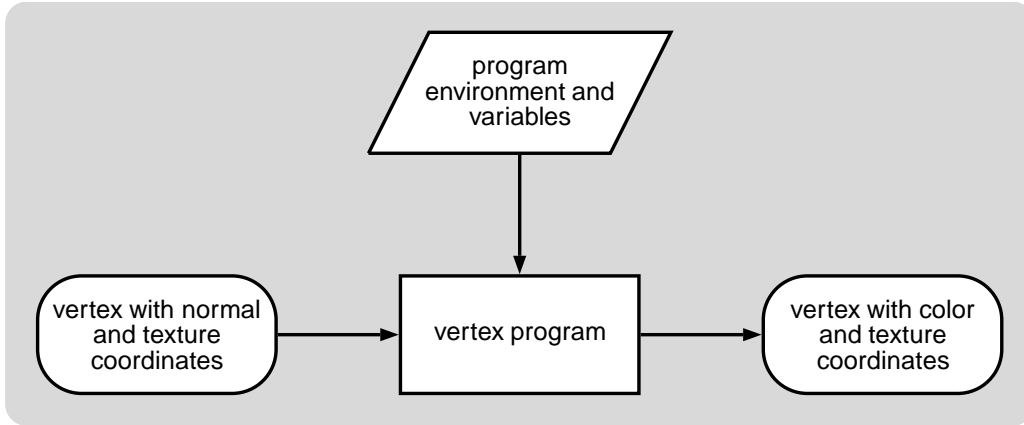 program
environment and
variables
vertex with normal
and texture
coordinates
vertex program
vertex with color
and texture
coordinates